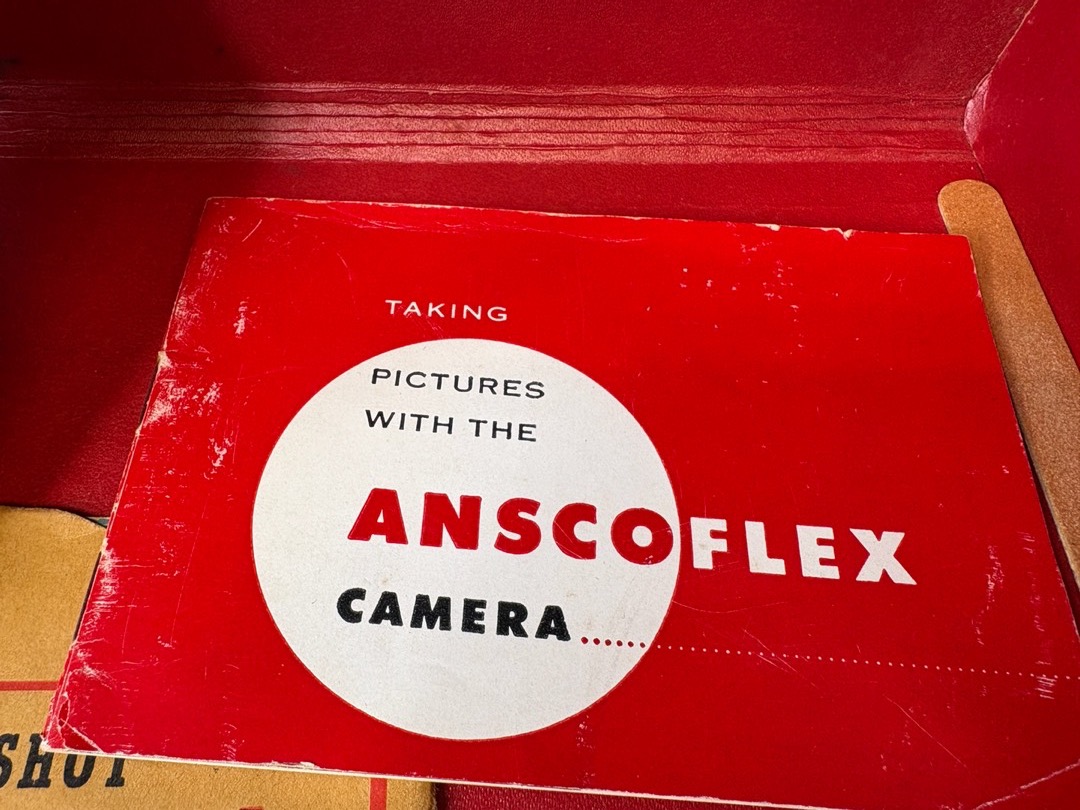 TAKING
PICTURES
WITH THE
ANSCOFLEX
CAMERA......
SHOT